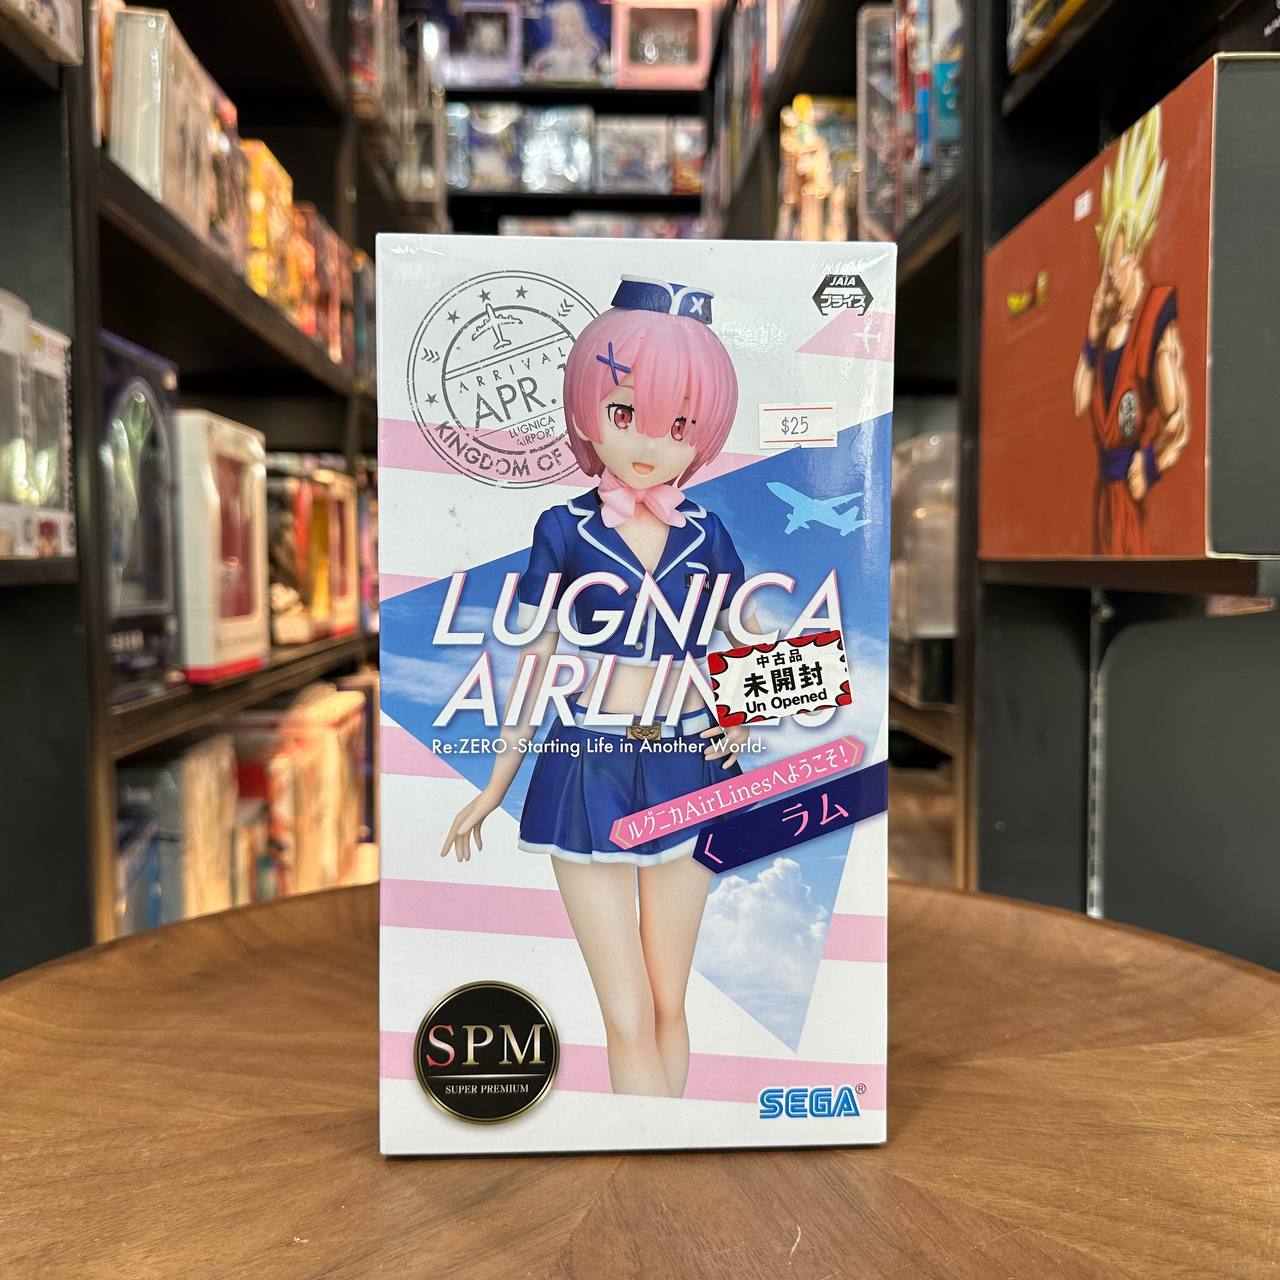 JAIA
プライズ
ARRIVAL
APR. 1
LUGNICA
AIRPORT
KINGDOM OF
$25
LUGNICA
AIRLINES
中古品
未開封
Un Opened
Re:ZERO -Starting Life in Another World-
ルグニカAirLinesへようこそ!
ラム
SPM
SUPER PREMIUM
SEGA®